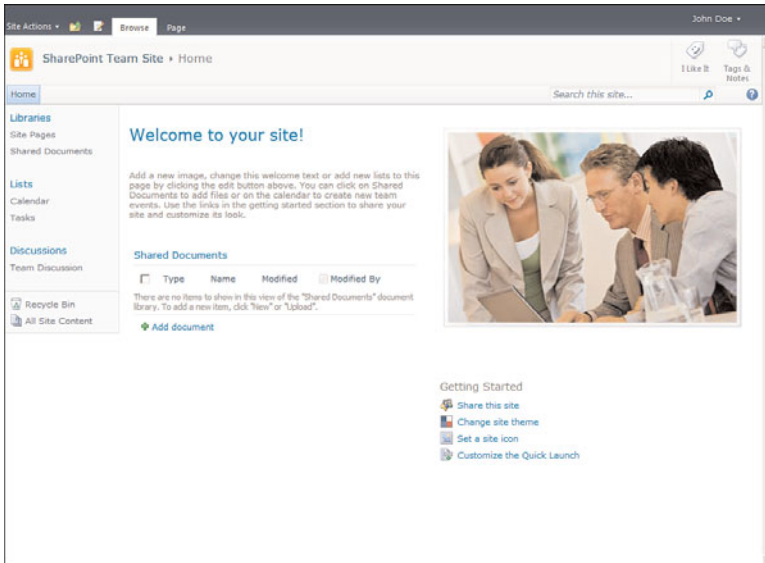 John Doe
Site Actions
Browse
Page
SharePoint Team Site
Home
I Like It
Tags &
Notes
Home
Search this site...
Libraries
Site Pages
Shared Documents
Lists
Calendar
Tasks
Discussions
Team Discussion
Recycle Bin
All Site Content
Welcome to your site!
Add a new image, change this welcome text or add new lists to this
page by clicking the edit button above. You can click on Shared
Documents to add files or on the calendar to create new team
events. Use the links in the getting started section to share your
site and customize its look.
Shared Documents
Type Name Modified Modified By
There are no items to show in this view of the "Shared Documents" document
library. To add a new item, click "New" or "Upload".
Add document
Getting Started
Share this site
Change site theme
Set a site icon
Customize the Quick Launch